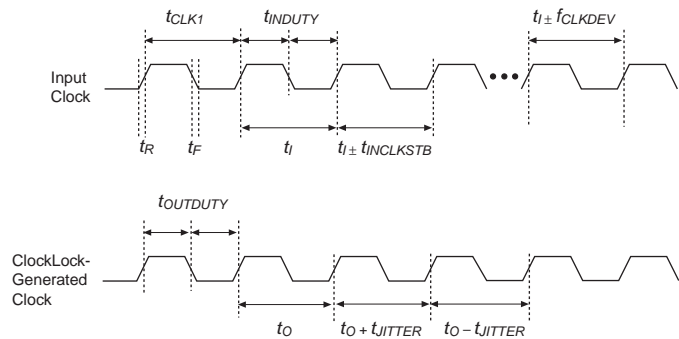 tCLK1 tINDUTY tI ± fCLKDEV
Input
Clock
tR tF tI tI ± tINCLKSTB
tOUTDUTY
ClockLock-
Generated
Clock
tO tO + tJITTER tO – tJITTER